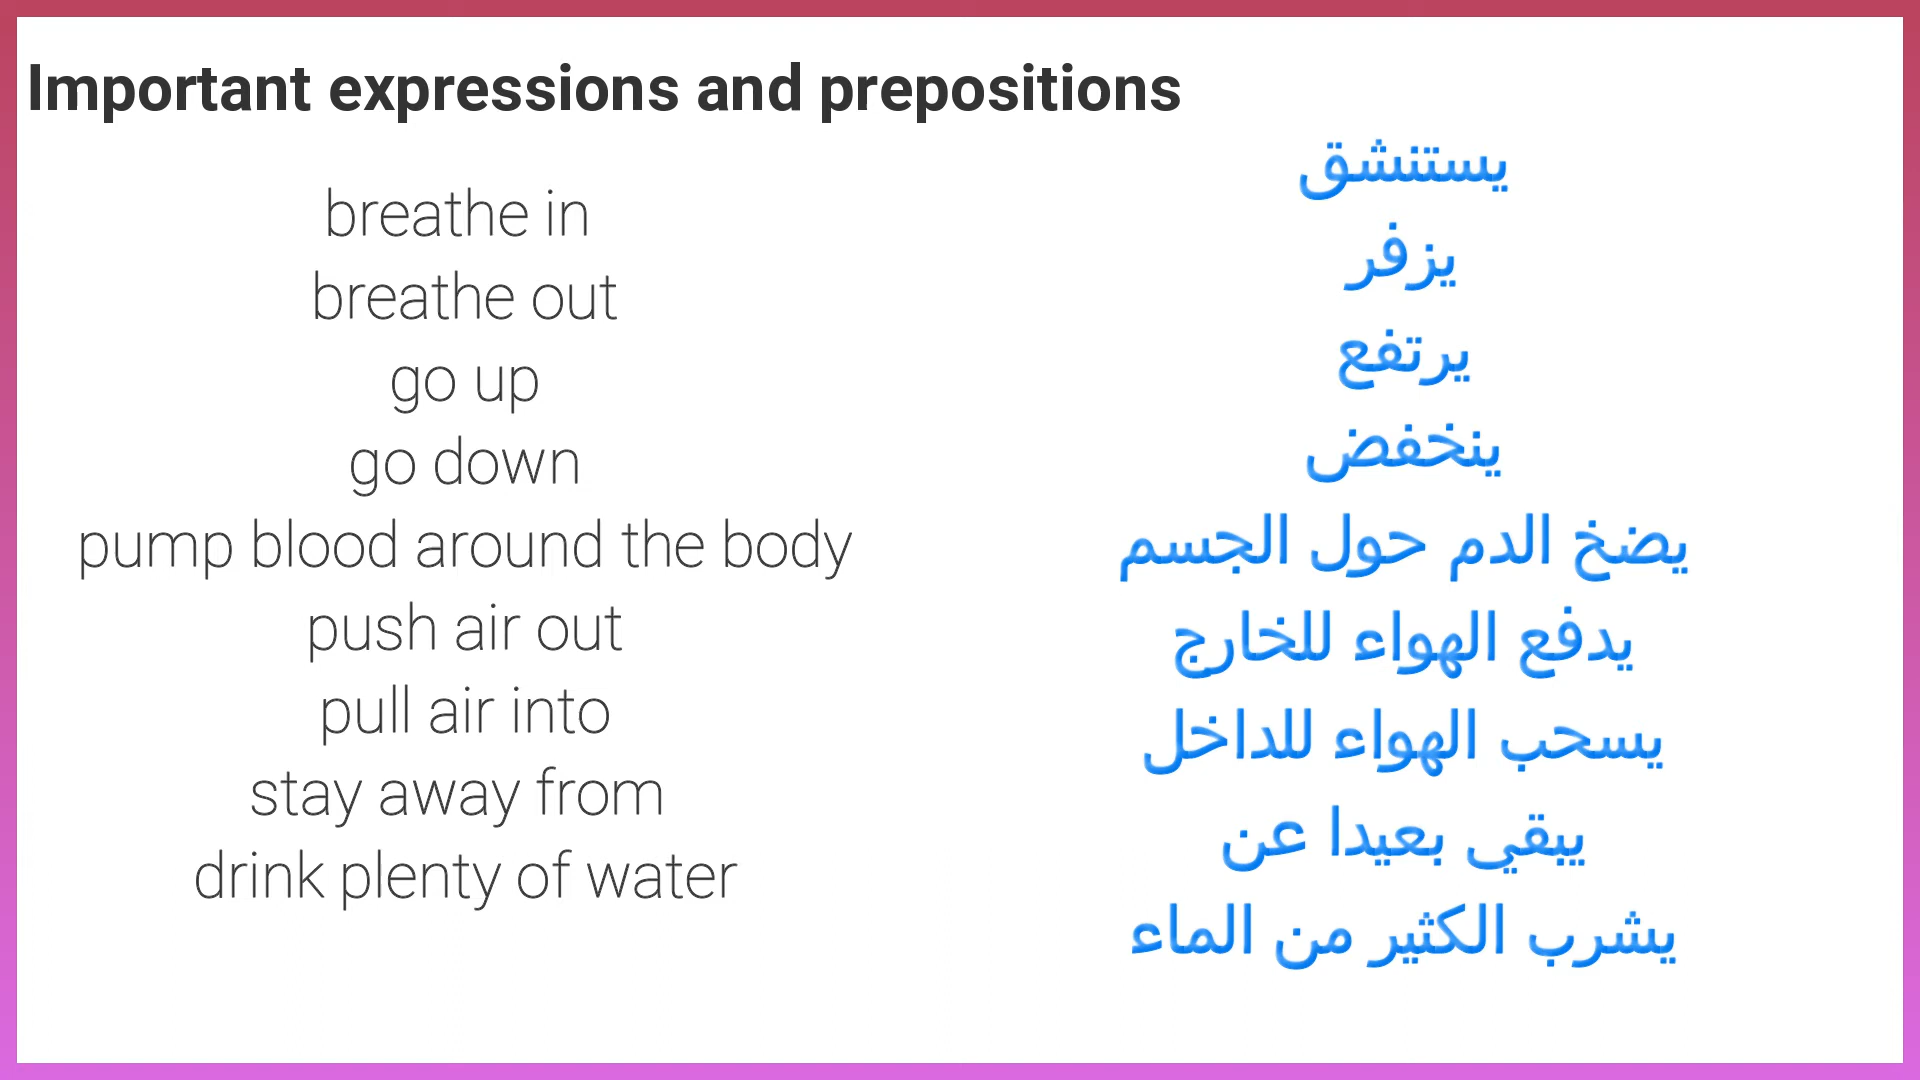 Important expressions and prepositions
breathe in
breathe out
go up
go down
pump blood around the body
push air out
pull air into
stay away from
drink plenty of water
يستنشق
يزفر
يرتفع
ينخفض
يضخ الدم حول الجسم
يدفع الهواء للخارج
يسحب الهواء للداخل
يبقي بعيدا عن
يشرب الكثير من الماء